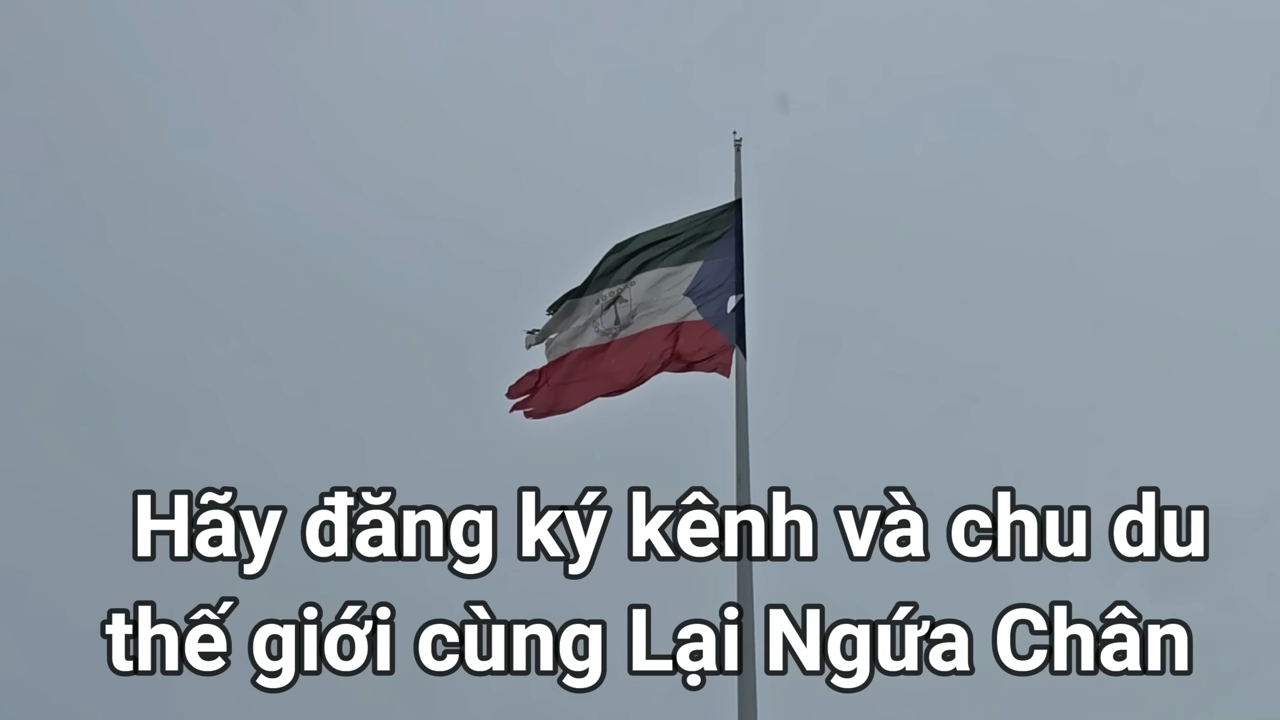 Hãy đăng ký kênh và chu du
thế giới cùng Lại Ngứa Chân